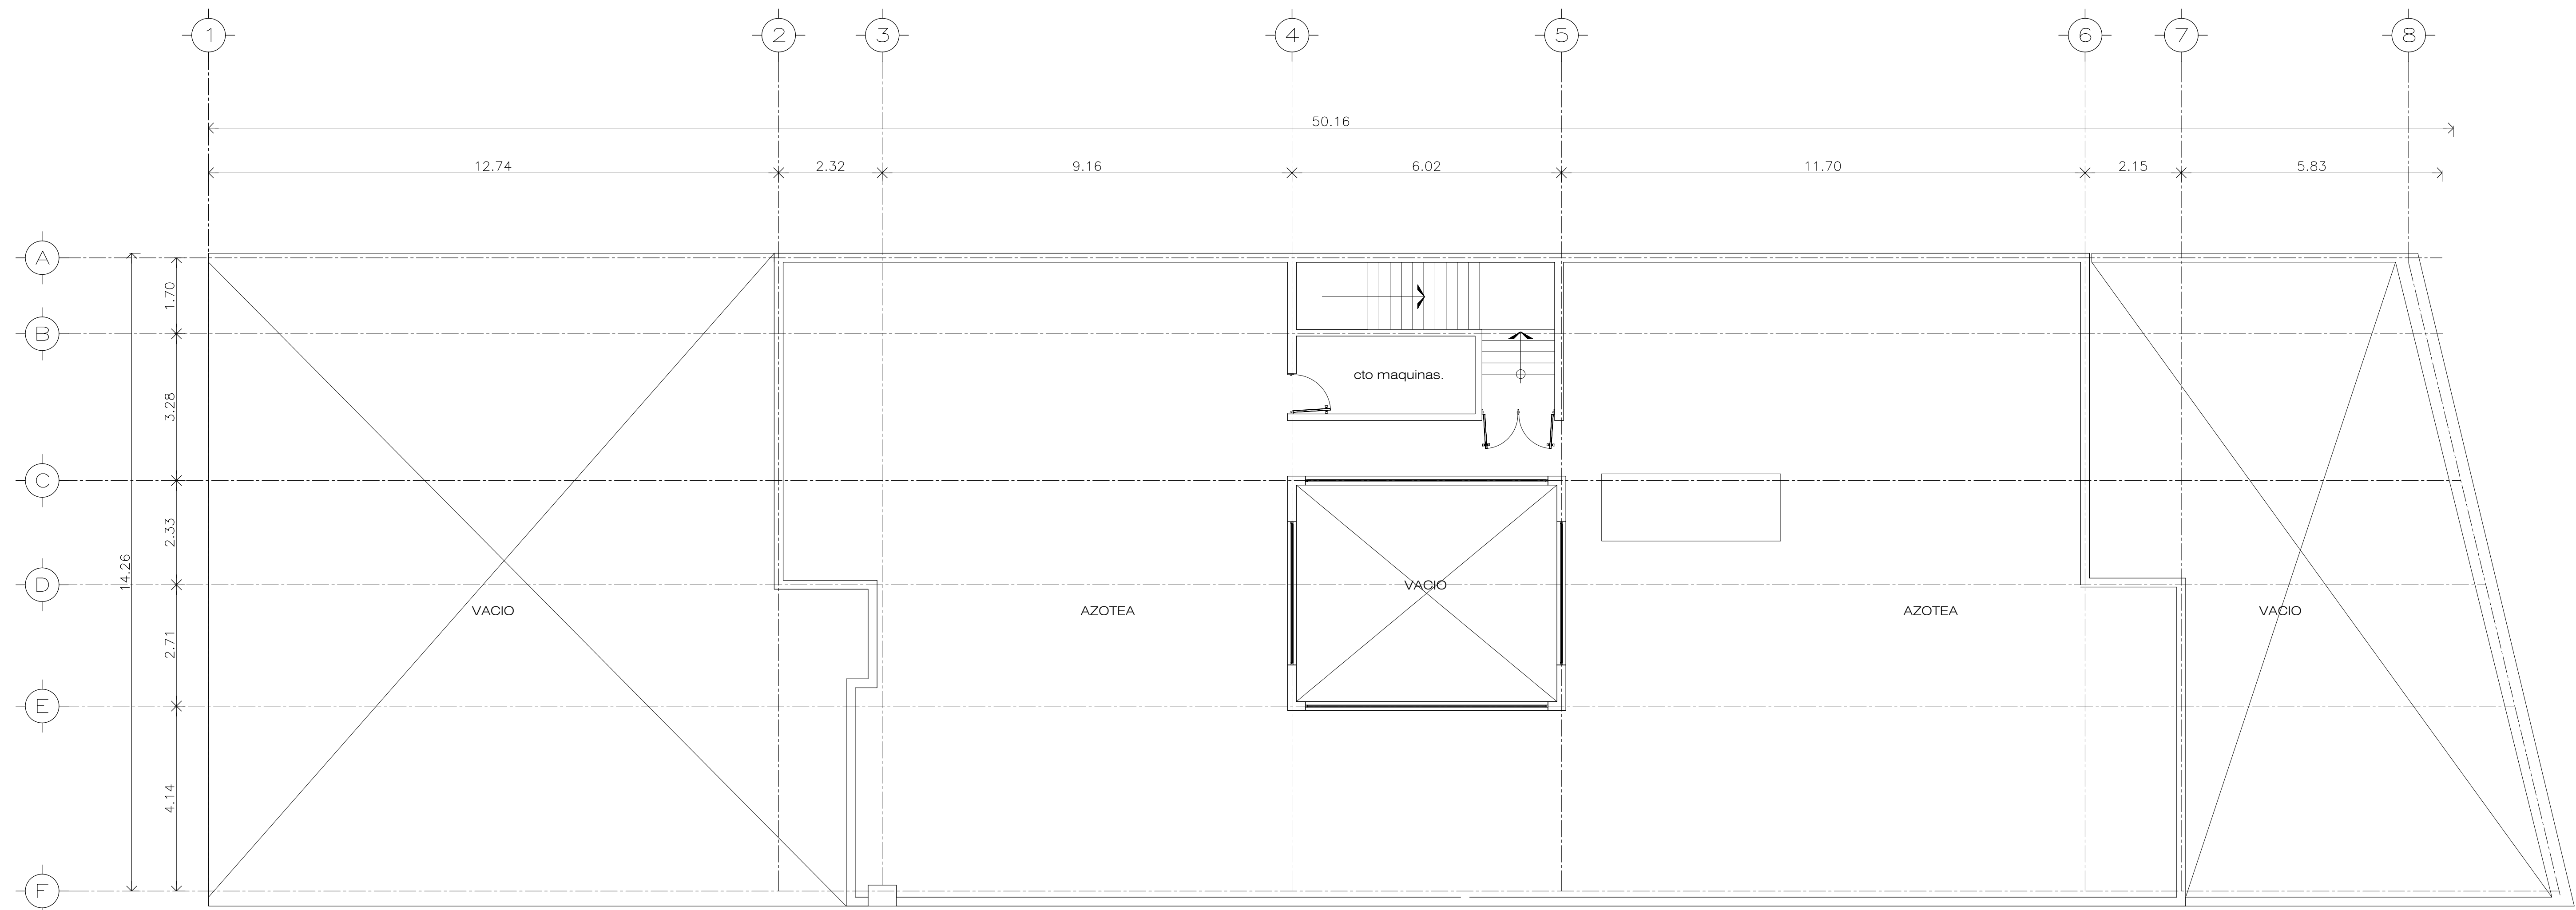 1 2 3 4 5 6 7 8
50.16
12.74 2.32 9.16 6.02 11.70 2.15 5.83
A
1.70
B
cto maquinas.
3.28
C
2.33
14.26
D
VACIO
VACIO AZOTEA AZOTEA VACIO
2.71
E
4.14
F